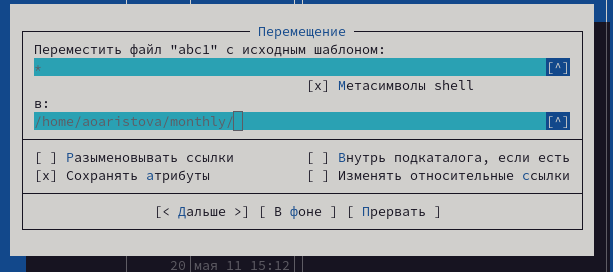 Перемещение
Переместить файл "abc1" с исходным шаблоном:
* [^]
[x] Метасимволы shell
в:
/home/aoaristova/monthly/ [^]
[ ] Разыменовывать ссылки [ ] Внутрь подкаталога, если есть
[x] Сохранять атрибуты [ ] Изменять относительные ссылки
[< Дальше >] [ В фоне ] [ Прервать ]
20 мая 11 15:12